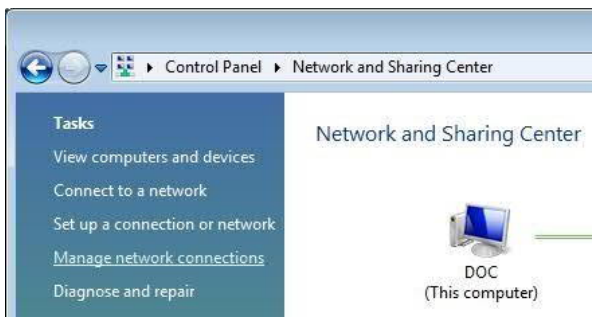 Control Panel ▸ Network and Sharing Center
Tasks
View computers and devices
Connect to a network
Set up a connection or network
Manage network connections
Diagnose and repair
Network and Sharing Center
DOC
(This computer)